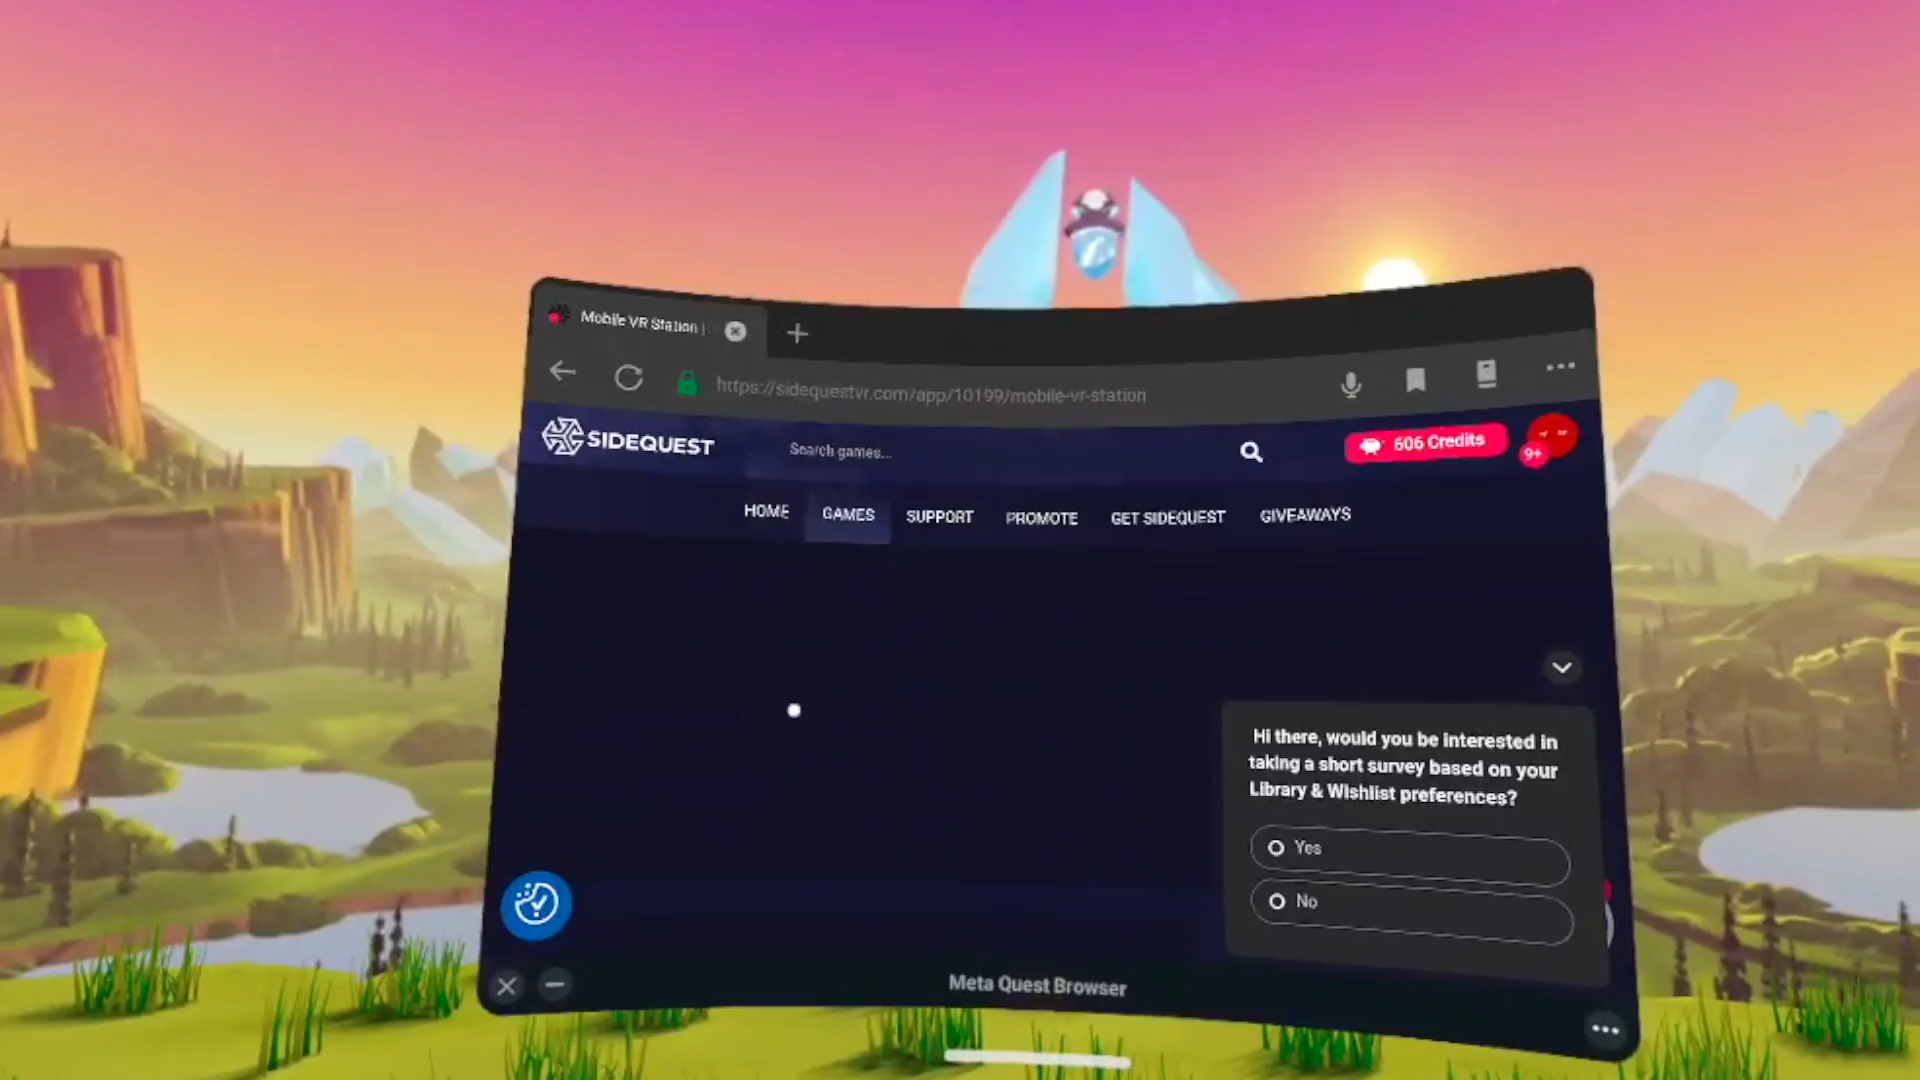 Mobile VR Station |
https://sidequestvr.com/app/10199/mobile-vr-station
SIDEQUEST
Search games...
606 Credits
9+
HOME GAMES SUPPORT PROMOTE GET SIDEQUEST GIVEAWAYS
Hi there, would you be interested in
taking a short survey based on your
Library & Wishlist preferences?
Yes
No
Meta Quest Browser